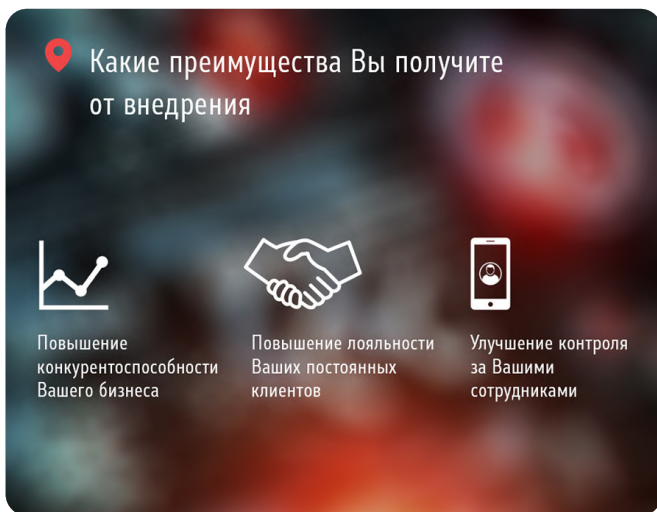 Какие преимущества Вы получите
от внедрения
Повышение
конкурентоспособности
Вашего бизнеса
Повышение лояльности
Ваших постоянных
клиентов
Улучшение контроля
за Вашими
сотрудниками